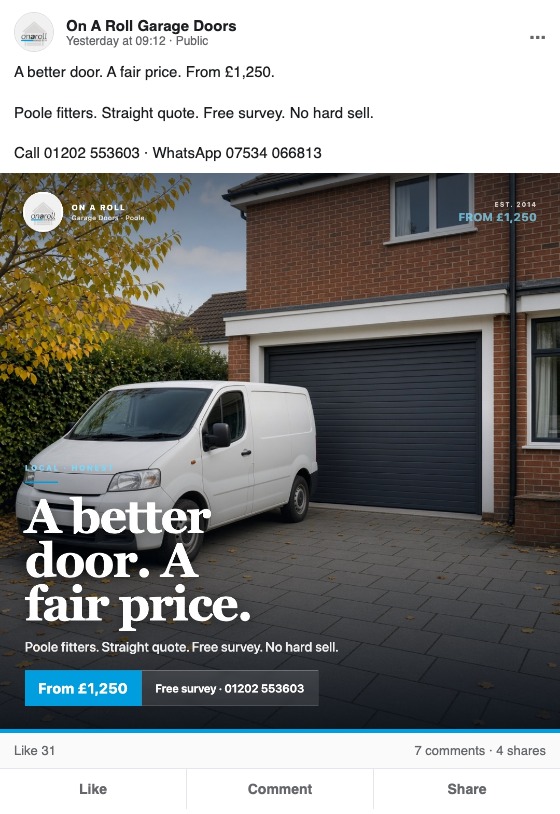 On A Roll Garage Doors
Yesterday at 09:12 · Public
A better door. A fair price. From £1,250.
Poole fitters. Straight quote. Free survey. No hard sell.
Call 01202 553603 · WhatsApp 07534 066813
onaroll
ON A ROLL
Garage Doors · Poole
EST. 2014
FROM £1,250
LOCAL · HONEST
A better
door. A
fair price.
Poole fitters. Straight quote. Free survey. No hard sell.
From £1,250
Free survey · 01202 553603
Like 31
7 comments · 4 shares
Like
Comment
Share